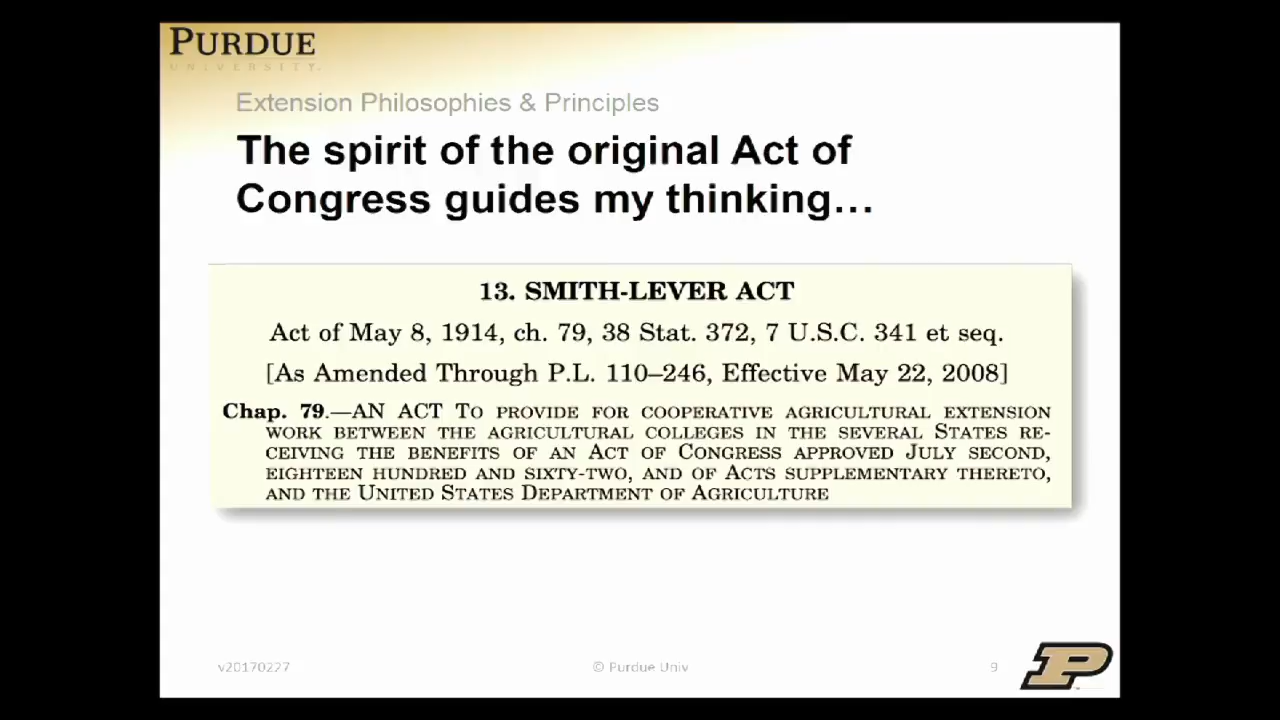 PURDUE
UNIVERSITY
Extension Philosophies & Principles
The spirit of the original Act of
Congress guides my thinking…
13. SMITH-LEVER ACT
Act of May 8, 1914, ch. 79, 38 Stat. 372, 7 U.S.C. 341 et seq.
[As Amended Through P.L. 110–246, Effective May 22, 2008]
Chap. 79.—AN ACT TO PROVIDE FOR COOPERATIVE AGRICULTURAL EXTENSION
WORK BETWEEN THE AGRICULTURAL COLLEGES IN THE SEVERAL STATES RE-
CEIVING THE BENEFITS OF AN ACT OF CONGRESS APPROVED JULY SECOND,
EIGHTEEN HUNDRED AND SIXTY-TWO, AND OF ACTS SUPPLEMENTARY THERETO,
AND THE UNITED STATES DEPARTMENT OF AGRICULTURE
v20170227
© Purdue Univ
9
P